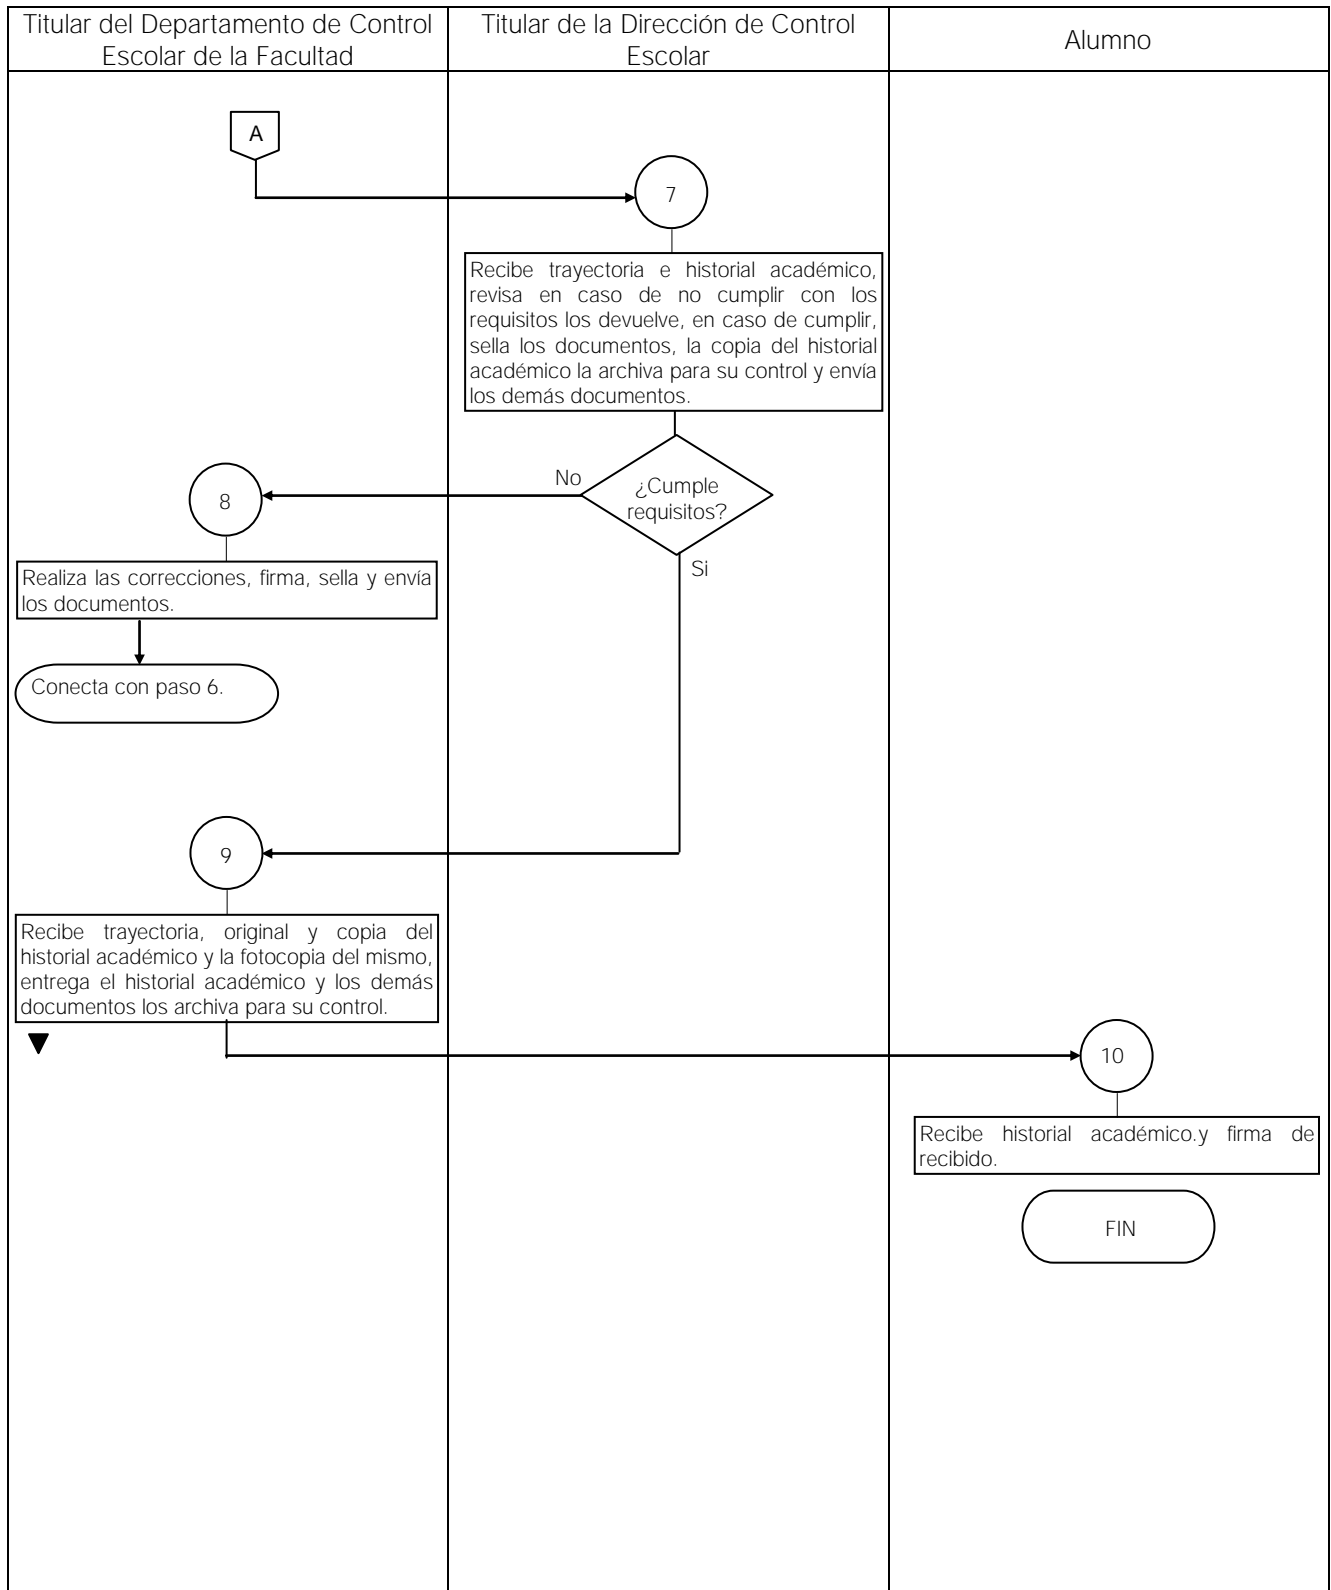 Titular del Departamento de Control
Escolar de la Facultad
Titular de la Dirección de Control
Escolar
Alumno
A
7
Recibe trayectoria e historial académico,
revisa en caso de no cumplir con los
requisitos los devuelve, en caso de cumplir,
sella los documentos, la copia del historial
académico la archiva para su control y envía
los demás documentos.
¿Cumple
requisitos?
No
Si
8
Realiza las correcciones, firma, sella y envía
los documentos.
Conecta con paso 6.
9
Recibe trayectoria, original y copia del
historial académico y la fotocopia del mismo,
entrega el historial académico y los demás
documentos los archiva para su control.
10
Recibe historial académico.y firma de
recibido.
FIN